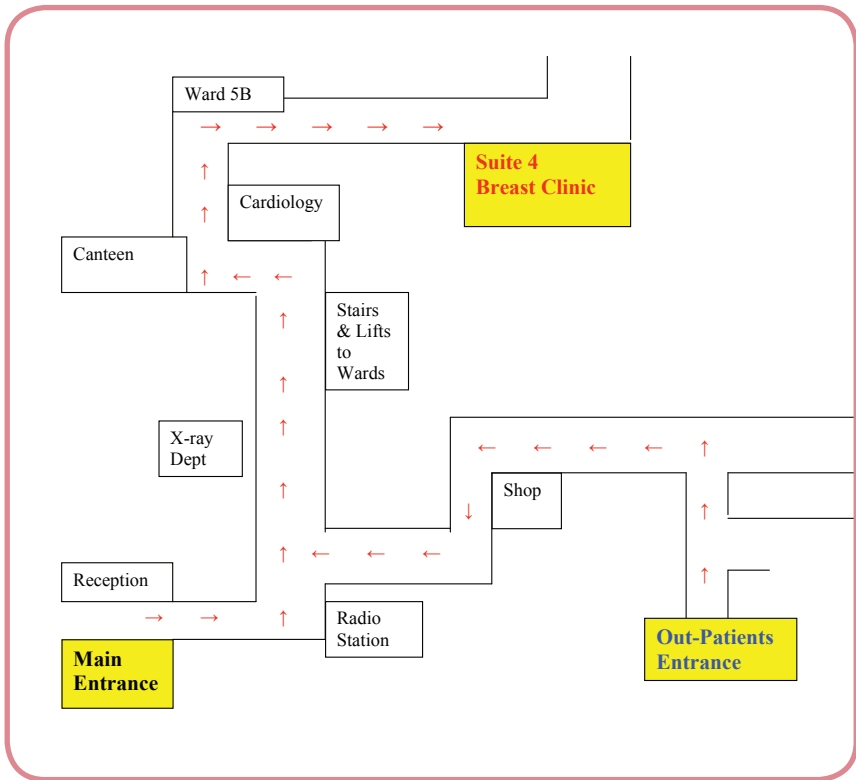 Ward 5B
Suite 4
Breast Clinic
Cardiology
Canteen
Stairs
& Lifts
to
Wards
X-ray
Dept
Shop
Reception
Radio
Station
Main
Entrance
Out-Patients
Entrance